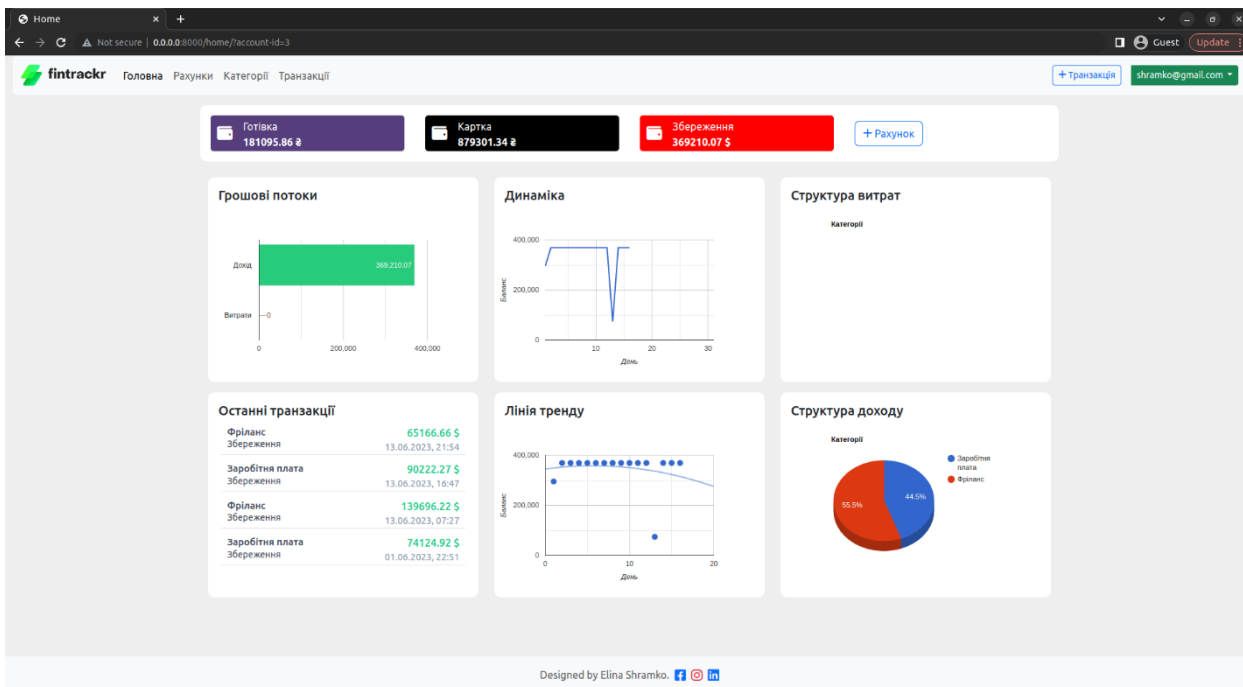 Home
Not secure | 0.0.0.0:8000/home/?account-id=3
Guest
Update
fintrackr
Головна Рахунки Категорії Транзакції
+ Транзакція
shramko@gmail.com
Готівка
181095.86 ₴
Картка
879301.34 ₴
Збереження
369210.07 $
+ Рахунок
Грошові потоки
Дохід
369,210.07
Витрати
0
0 200,000 400,000
Динаміка
400,000
200,000
0
Баланс
10 20 30
День
Структура витрат
Категорії
Останні транзакції
Фріланс 65166.66 $
Збереження 13.06.2023, 21:54
Заробітня плата 90222.27 $
Збереження 13.06.2023, 16:47
Фріланс 139696.22 $
Збереження 13.06.2023, 07:27
Заробітня плата 74124.92 $
Збереження 01.06.2023, 22:51
Лінія тренду
400,000
200,000
0
Баланс
0 10 20
День
Структура доходу
Категорії
Заробітня
плата
Фріланс
44.5%
55.5%
Designed by Elina Shramko.